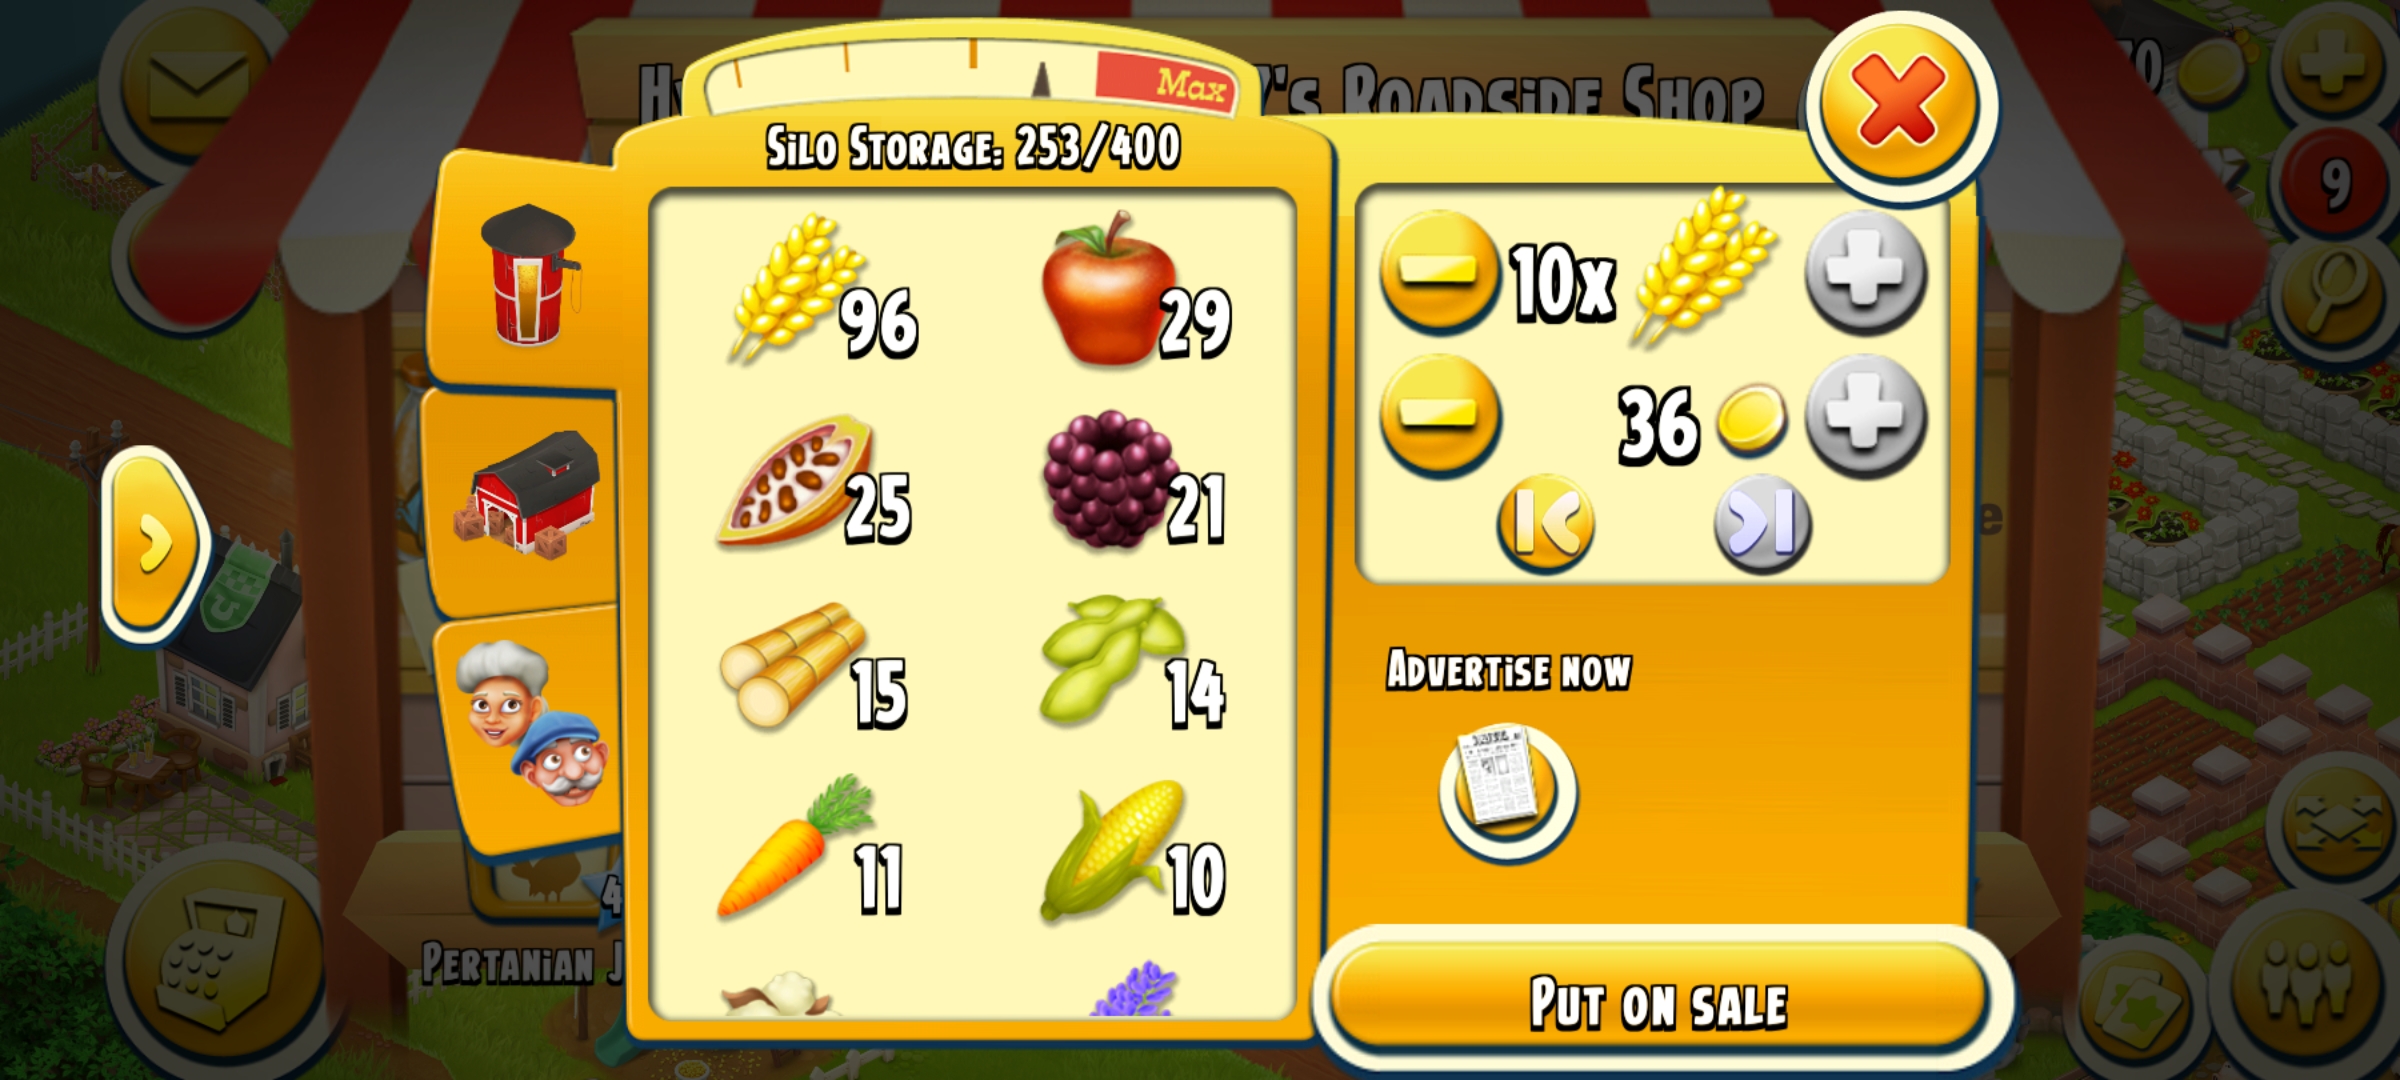 Max
'S ROADSIDE SHOP
SILO STORAGE: 253/400
9
96
29
10x
25
21
36
15
14
ADVERTISE NOW
11
10
PERTANIAN
PUT ON SALE